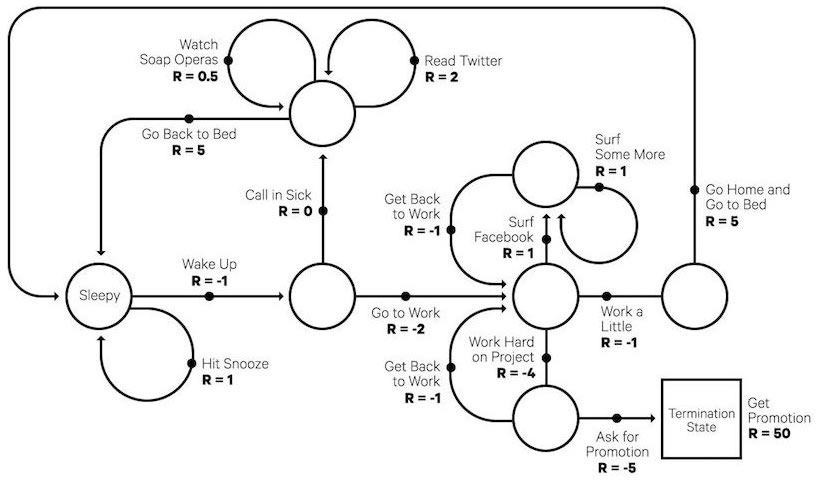 Watch
Soap Operas
R = 0.5
Read Twitter
R = 2
Go Back to Bed
R = 5
Call in Sick
R = 0
Surf
Some More
R = 1
Get Back
to Work
R = -1
Surf
Facebook
R = 1
Go Home and
Go to Bed
R = 5
Sleepy
Wake Up
R = -1
Go to Work
R = -2
Work a
Little
R = -1
Hit Snooze
R = 1
Get Back
to Work
R = -1
Work Hard
on Project
R = -4
Ask for
Promotion
R = -5
Termination
State
Get
Promotion
R = 50